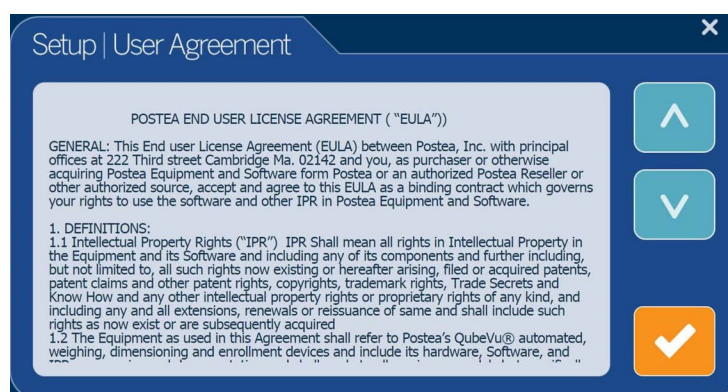 Setup | User Agreement
POSTEA END USER LICENSE AGREEMENT ( “EULA”))
GENERAL: This End user License Agreement (EULA) between Postea, Inc. with principal
offices at 222 Third street Cambridge Ma. 02142 and you, as purchaser or otherwise
acquiring Postea Equipment and Software form Postea or an authorized Postea Reseller or
other authorized source, accept and agree to this EULA as a binding contract which governs
your rights to use the software and other IPR in Postea Equipment and Software.
1. DEFINITIONS:
1.1 Intellectual Property Rights (“IPR”) IPR Shall mean all rights in Intellectual Property in
the Equipment and its Software and including any of its components and further including,
but not limited to, all such rights now existing or hereafter arising, filed or acquired patents,
patent claims and other patent rights, copyrights, trademark rights, Trade Secrets and
Know How and any other intellectual property rights or proprietary rights of any kind, and
including any and all extensions, renewals or reissuance of same and shall include such
rights as now exist or are subsequently acquired
1.2 The Equipment as used in this Agreement shall refer to Postea’s QubeVu® automated,
weighing, dimensioning and enrollment devices and include its hardware, Software, and